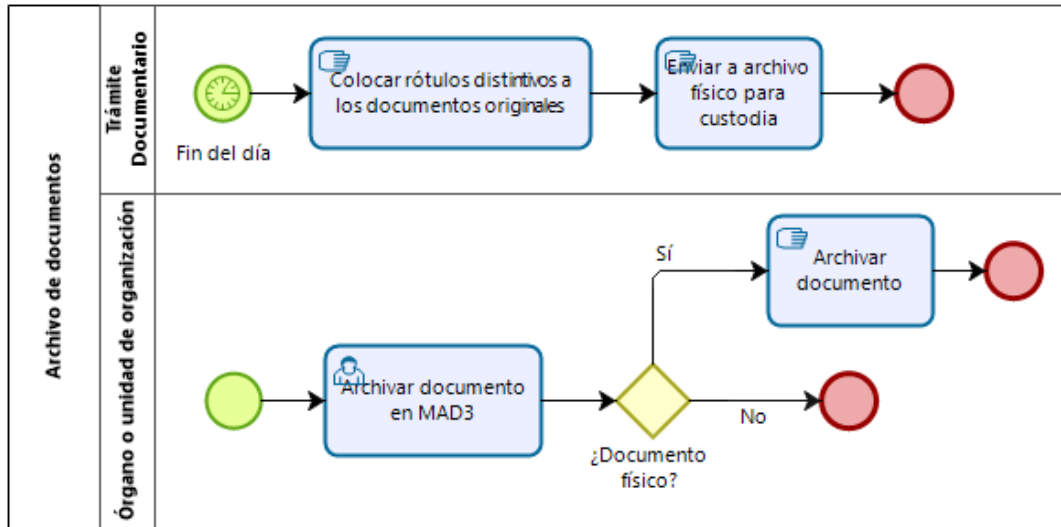 Archivo de documentos
Trámite
Documentario
Fin del día
Colocar rótulos distintivos a
los documentos originales
Enviar a archivo
físico para
custodia
Órgano o unidad de organización
Archivar documento
en MAD3
¿Documento
físico?
Sí
Archivar
documento
No